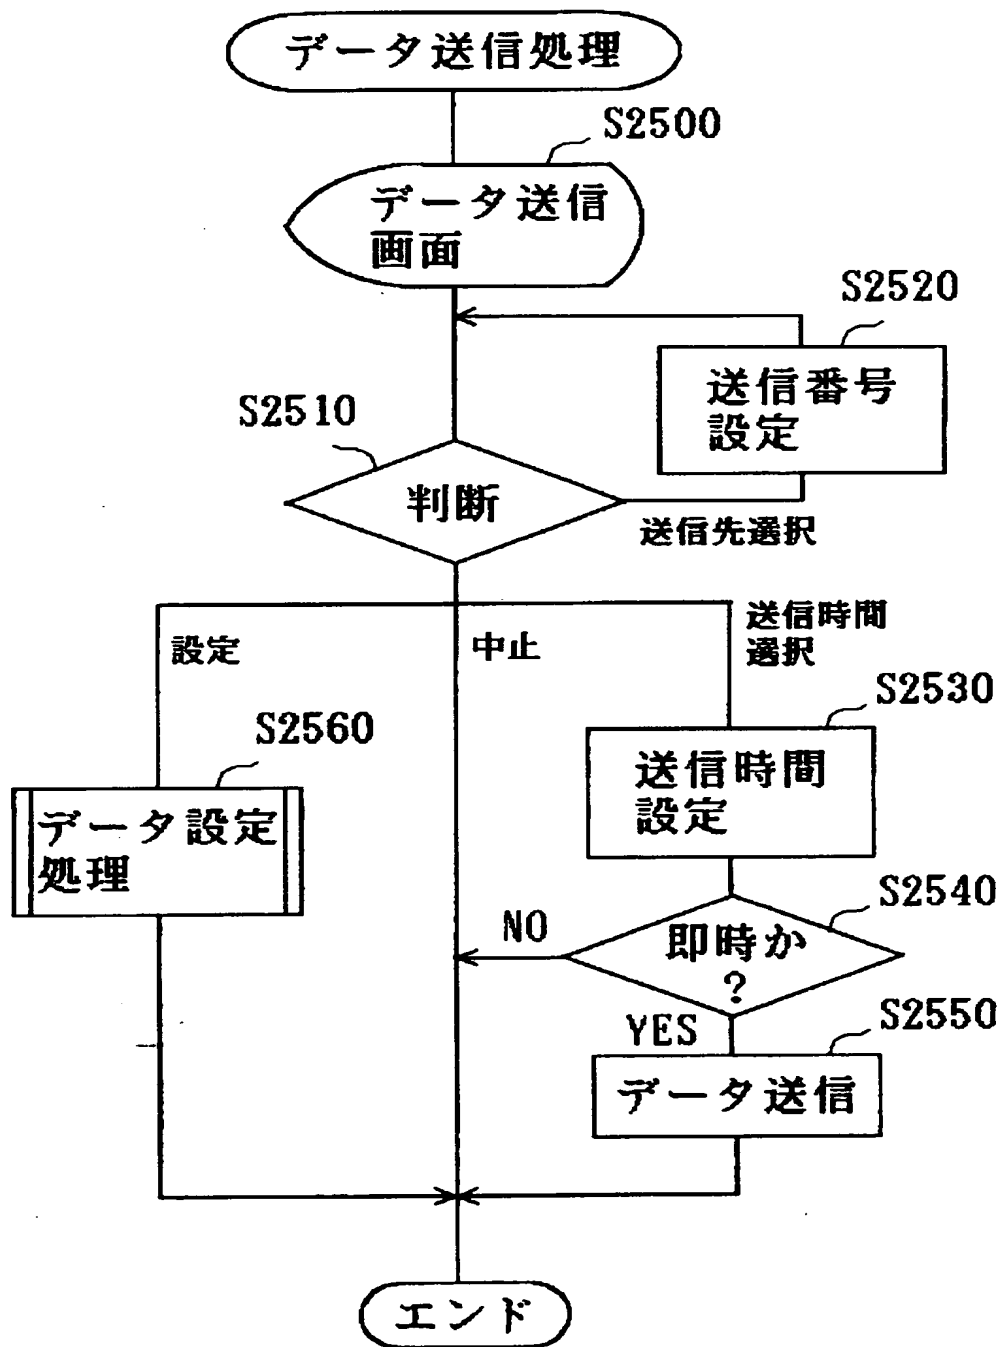 データ送信処理
S2500
データ送信
画面
S2520
送信番号
設定
S2510
判断
送信先選択
設定
中止
送信時間
選択
S2530
送信時間
設定
S2560
データ設定
処理
S2540
即時か
?
NO
YES
S2550
データ送信
エンド